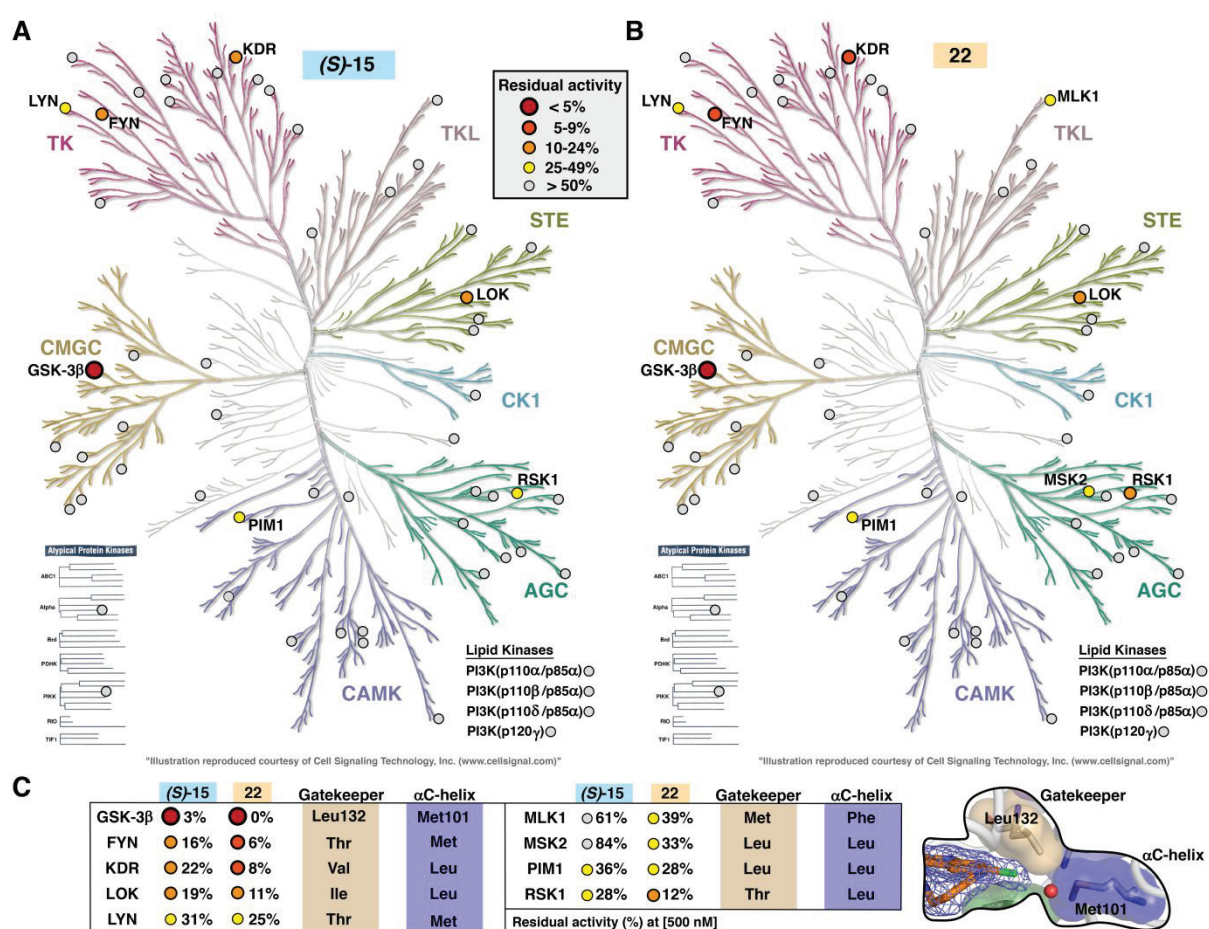 A
(S)-15
KDR
LYN
FYN
TK
TKL
STE
LOK
CMGC
GSK-3β
CK1
RSK1
PIM1
AGC
CAMK
Atypical Protein Kinases
ABC1
Alpha
Brd
PDHK
PIKK
RIO
TIF1
Lipid Kinases
PI3K(p110α/p85α)
PI3K(p110β/p85α)
PI3K(p110δ/p85α)
PI3K(p120γ)
"Illustration reproduced courtesy of Cell Signaling Technology, Inc. (www.cellsignal.com)"
Residual activity
< 5%
5-9%
10-24%
25-49%
> 50%
B
22
KDR
LYN
FYN
MLK1
TK
TKL
STE
LOK
CMGC
GSK-3β
CK1
MSK2
RSK1
PIM1
AGC
CAMK
Atypical Protein Kinases
ABC1
Alpha
Brd
PDHK
PIKK
RIO
TIF1
Lipid Kinases
PI3K(p110α/p85α)
PI3K(p110β/p85α)
PI3K(p110δ/p85α)
PI3K(p120γ)
"Illustration reproduced courtesy of Cell Signaling Technology, Inc. (www.cellsignal.com)"
C
(S)-15 22 Gatekeeper αC-helix
GSK-3β 3% 0% Leu132 Met101
FYN 16% 6% Thr Met
KDR 22% 8% Val Leu
LOK 19% 11% Ile Leu
LYN 31% 25% Thr Met
(S)-15 22 Gatekeeper αC-helix
MLK1 61% 39% Met Phe
MSK2 84% 33% Leu Leu
PIM1 36% 28% Leu Leu
RSK1 28% 12% Thr Leu
Residual activity (%) at [500 nM]
Gatekeeper
Leu132
αC-helix
Met101